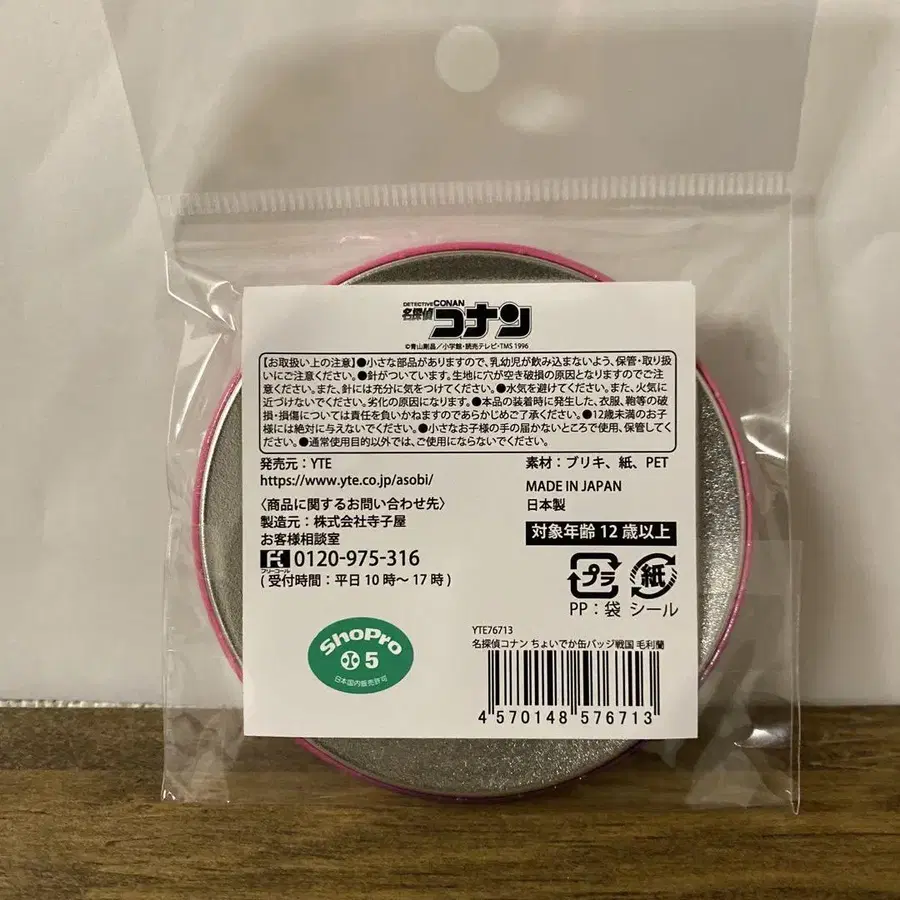 DETECTIVE CONAN
名探偵コナン
©青山剛昌／小学館・読売テレビ・TMS 1996
【お取扱い上の注意】●小さな部品がありますので、乳幼児が飲み込まないよう、保管・取り扱
いにご注意ください。●針がついています。生地に穴が空き破損の原因となりますのでご注
意ください。また、針には充分に気をつけてください。●水気を避けてください。また、火気に
近づけないでください。劣化の原因になります。●本品の装着時に発生した、衣服、鞄等の破
損・損傷については責任を負いかねますのであらかじめご了承ください。●12歳未満のお子
様には絶対に与えないでください。●小さなお子様の手の届かないところで使用、保管してく
ださい。●通常使用目的以外では、ご使用にならないでください。
発売元：YTE
https://www.yte.co.jp/asobi/
〈商品に関するお問い合わせ先〉
製造元：株式会社寺子屋
お客様相談室
フリーコール 0120-975-316
(受付時間：平日10時〜17時)
素材：ブリキ、紙、PET
MADE IN JAPAN
日本製
対象年齢12歳以上
プラ 紙
PP：袋 シール
ShoPro
5
日本国内販売許可
YTE76713
名探偵コナン ちょいでか缶バッジ戦国 毛利蘭
4 570148 576713